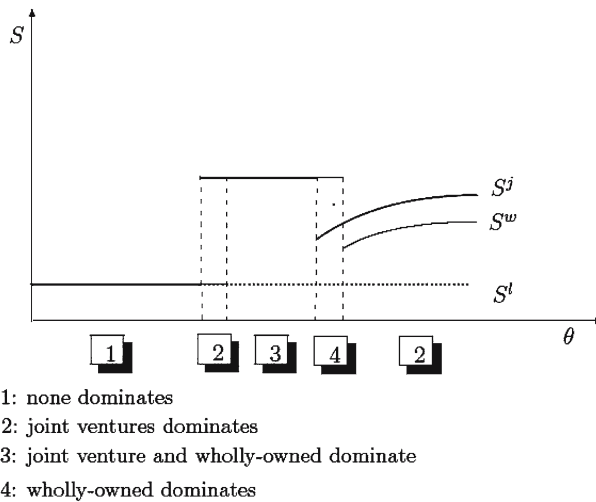 S
S^j
S^w
S^l
θ
1 2 3 4 2
1: none dominates
2: joint ventures dominates
3: joint venture and wholly-owned dominate
4: wholly-owned dominates